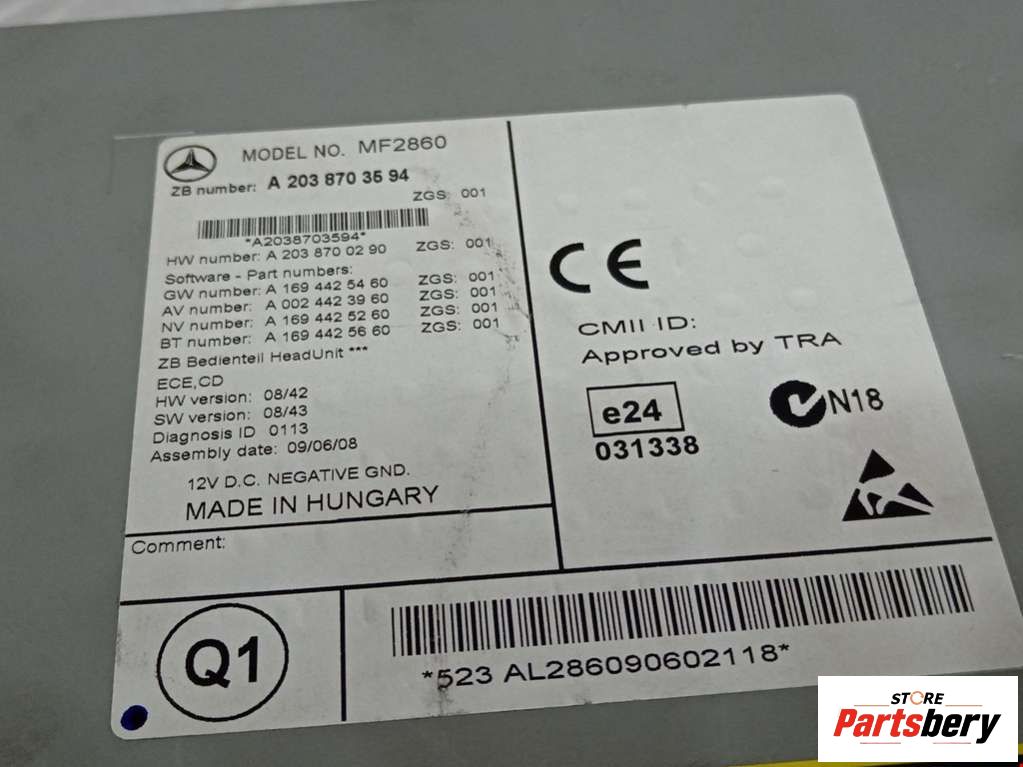 MODEL NO. MF2860
ZB number: A 203 870 35 94
ZGS: 001
*A2038703594*
HW number: A 203 870 02 90 ZGS: 001
Software - Part numbers:
GW number: A 169 442 54 60 ZGS: 001
AV number: A 002 442 39 60 ZGS: 001
NV number: A 169 442 52 60 ZGS: 001
BT number: A 169 442 56 60 ZGS: 001
ZB Bedienteil HeadUnit ***
ECE,CD
HW version: 08/42
SW version: 08/43
Diagnosis ID 0113
Assembly date: 09/06/08
12V D.C. NEGATIVE GND.
MADE IN HUNGARY
Comment:
CE
CMII ID:
Approved by TRA
e24
031338
N18
Q1
*523 AL286090602118*
STORE
Partsbery